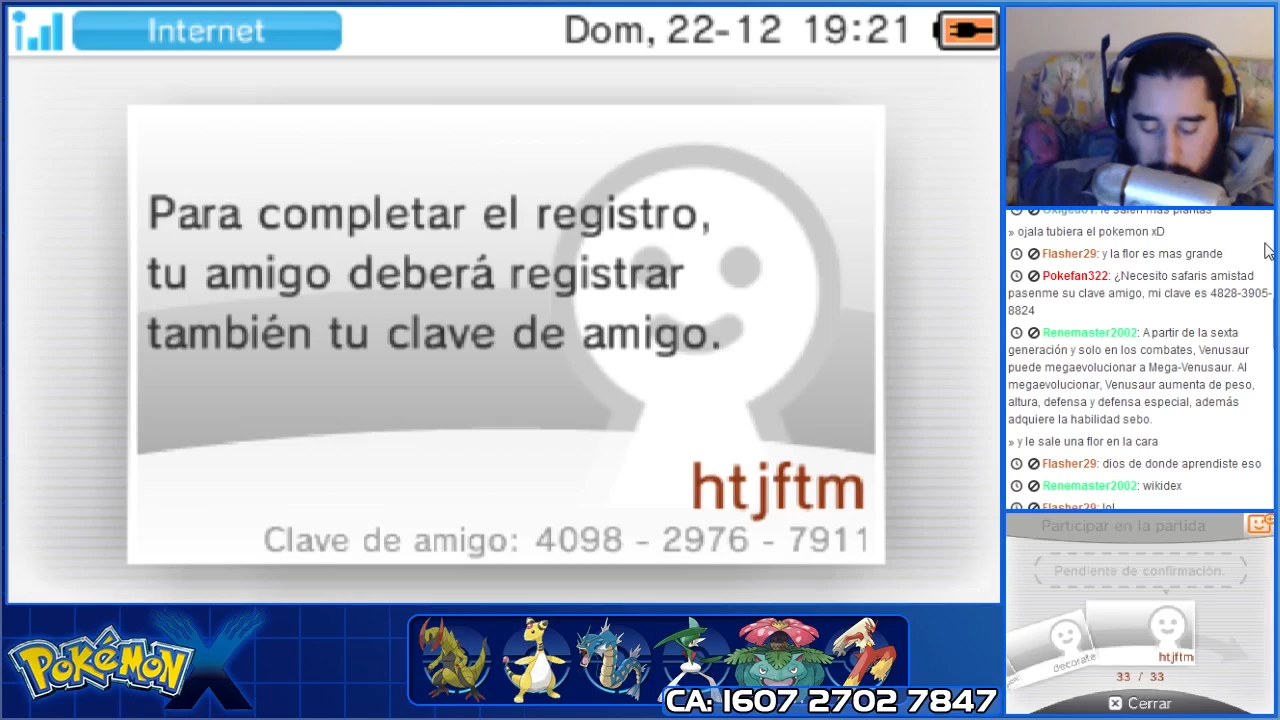 Internet
Dom, 22-12 19:21
Para completar el registro,
tu amigo deberá registrar
también tu clave de amigo.
htjftm
Clave de amigo: 4098 - 2976 - 7911
» ojala tubiera el pokemon xD
Flasher29: y la flor es mas grande
Pokefan322: ¿Necesito safaris amistad
pasenme su clave amigo, mi clave es 4828-3905-
8824
Renemaster2002: A partir de la sexta
generación y solo en los combates, Venusaur
puede megaevolucionar a Mega-Venusaur. Al
megaevolucionar, Venusaur aumenta de peso,
altura, defensa y defensa especial, además
adquiere la habilidad sebo.
» y le sale una flor en la cara
Flasher29: dios de donde aprendiste eso
Renemaster2002: wikidex
Flasher29: lol
Participar en la partida
Pendiente de confirmación.
decorate
htjftm
33 / 33
X Cerrar
POKéMON X
CA: 1607 2702 7847